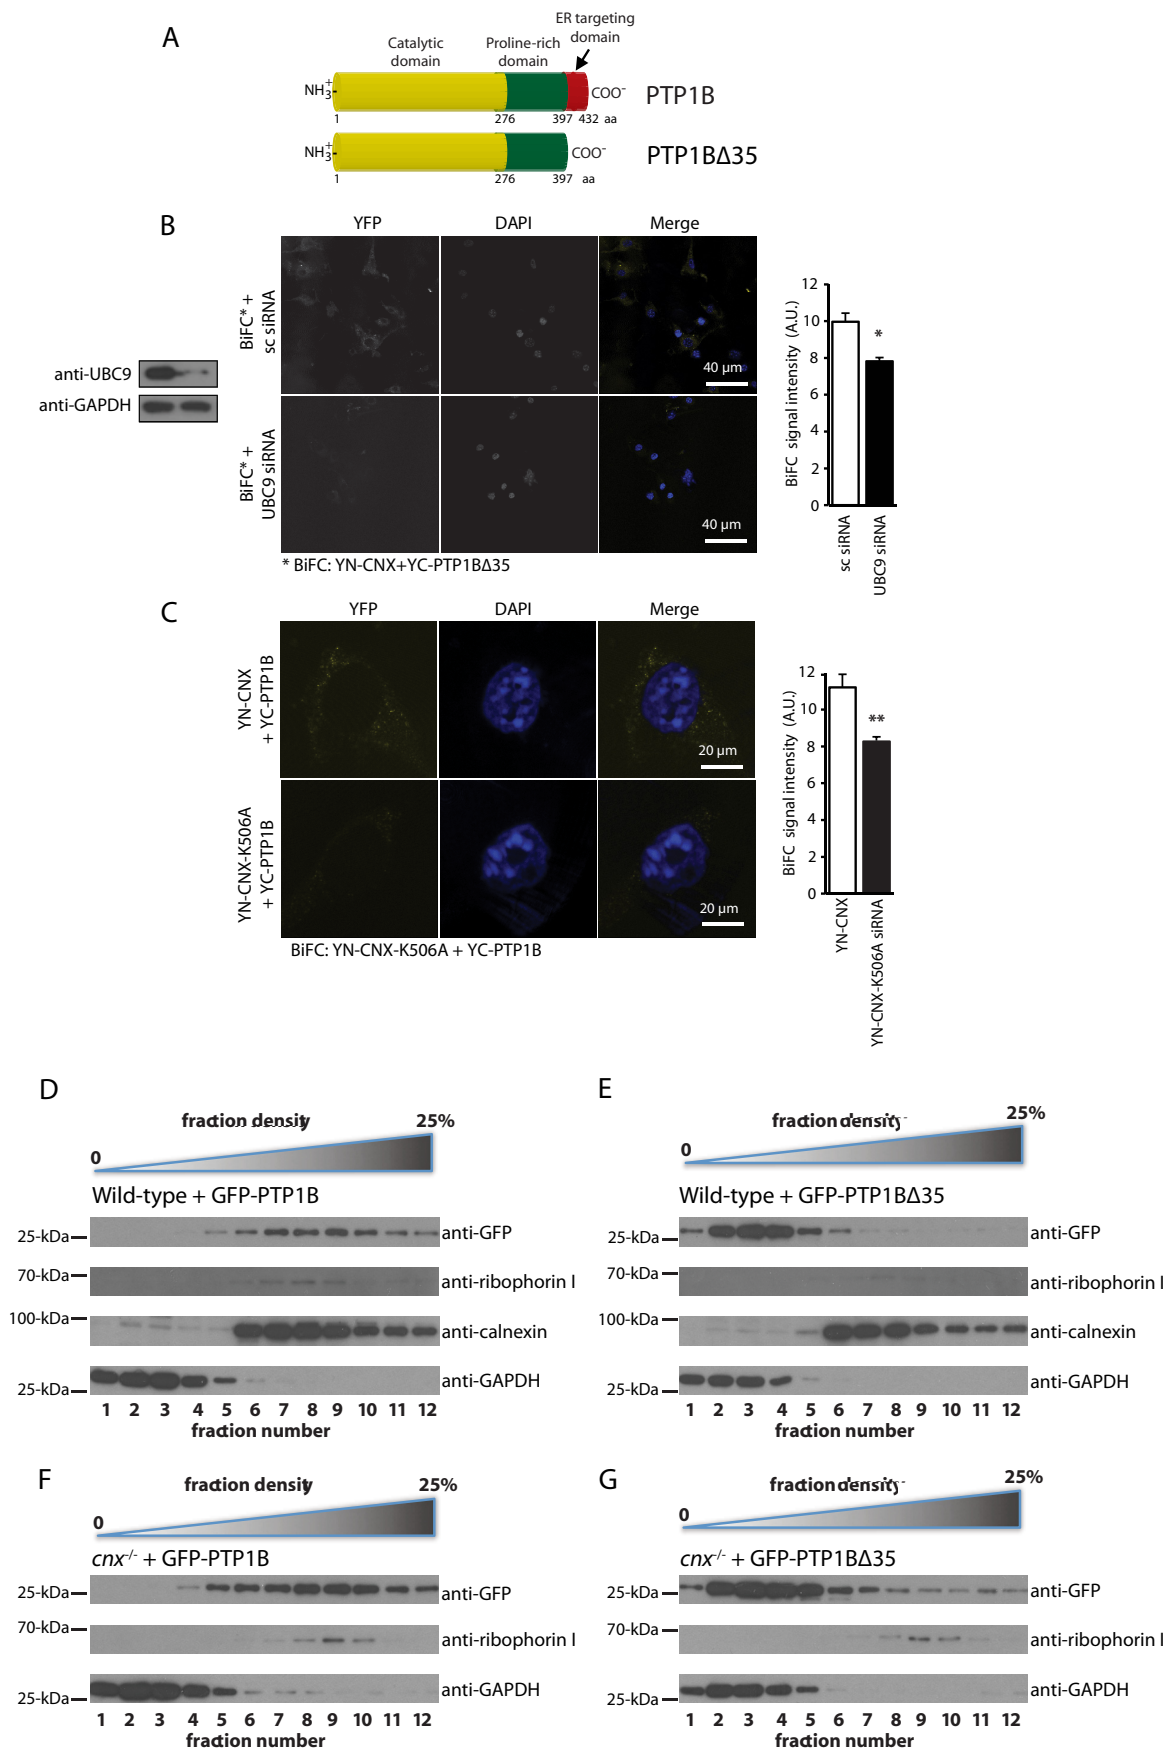 A
Catalytic domain
Proline-rich domain
ER targeting domain
NH3+
COO-
PTP1B
1 276 397 432 aa
NH3+
COO-
PTP1BΔ35
1 276 397 aa
B
YFP DAPI Merge
BiFC* + sc siRNA
40 µm
anti-UBC9
anti-GAPDH
BiFC* + UBC9 siRNA
40 µm
* BiFC: YN-CNX+YC-PTP1BΔ35
BiFC signal intensity (A.U.)
12
10
8
6
4
2
0
*
sc siRNA
UBC9 siRNA
C
YFP DAPI Merge
YN-CNX + YC-PTP1B
20 µm
YN-CNX-K506A + YC-PTP1B
20 µm
BiFC: YN-CNX-K506A + YC-PTP1B
BiFC signal intensity (A.U.)
12
10
8
6
4
2
0
**
YN-CNX
YN-CNX-K506A siRNA
D
fraction density
0 25%
Wild-type + GFP-PTP1B
25-kDa anti-GFP
70-kDa anti-ribophorin I
100-kDa anti-calnexin
25-kDa anti-GAPDH
1 2 3 4 5 6 7 8 9 10 11 12
fraction number
E
fraction density
0 25%
Wild-type + GFP-PTP1BΔ35
25-kDa anti-GFP
70-kDa anti-ribophorin I
100-kDa anti-calnexin
25-kDa anti-GAPDH
1 2 3 4 5 6 7 8 9 10 11 12
fraction number
F
fraction density
0 25%
cnx-/- + GFP-PTP1B
25-kDa anti-GFP
70-kDa anti-ribophorin I
25-kDa anti-GAPDH
1 2 3 4 5 6 7 8 9 10 11 12
fraction number
G
fraction density
0 25%
cnx-/- + GFP-PTP1BΔ35
25-kDa anti-GFP
70-kDa anti-ribophorin I
25-kDa anti-GAPDH
1 2 3 4 5 6 7 8 9 10 11 12
fraction number